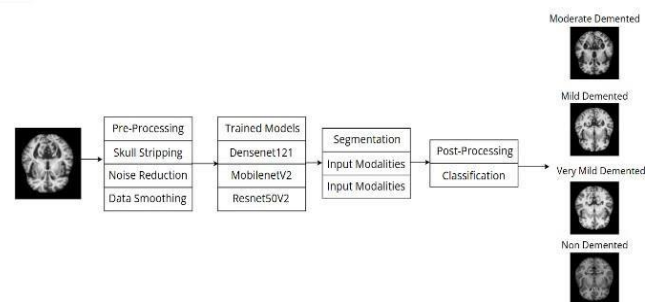 Pre-Processing
Skull Stripping
Noise Reduction
Data Smoothing
Trained Models
Densenet121
MobilenetV2
Resnet50V2
Segmentation
Input Modalities
Input Modalities
Post-Processing
Classification
Moderate Demented
Mild Demented
Very Mild Demented
Non Demented